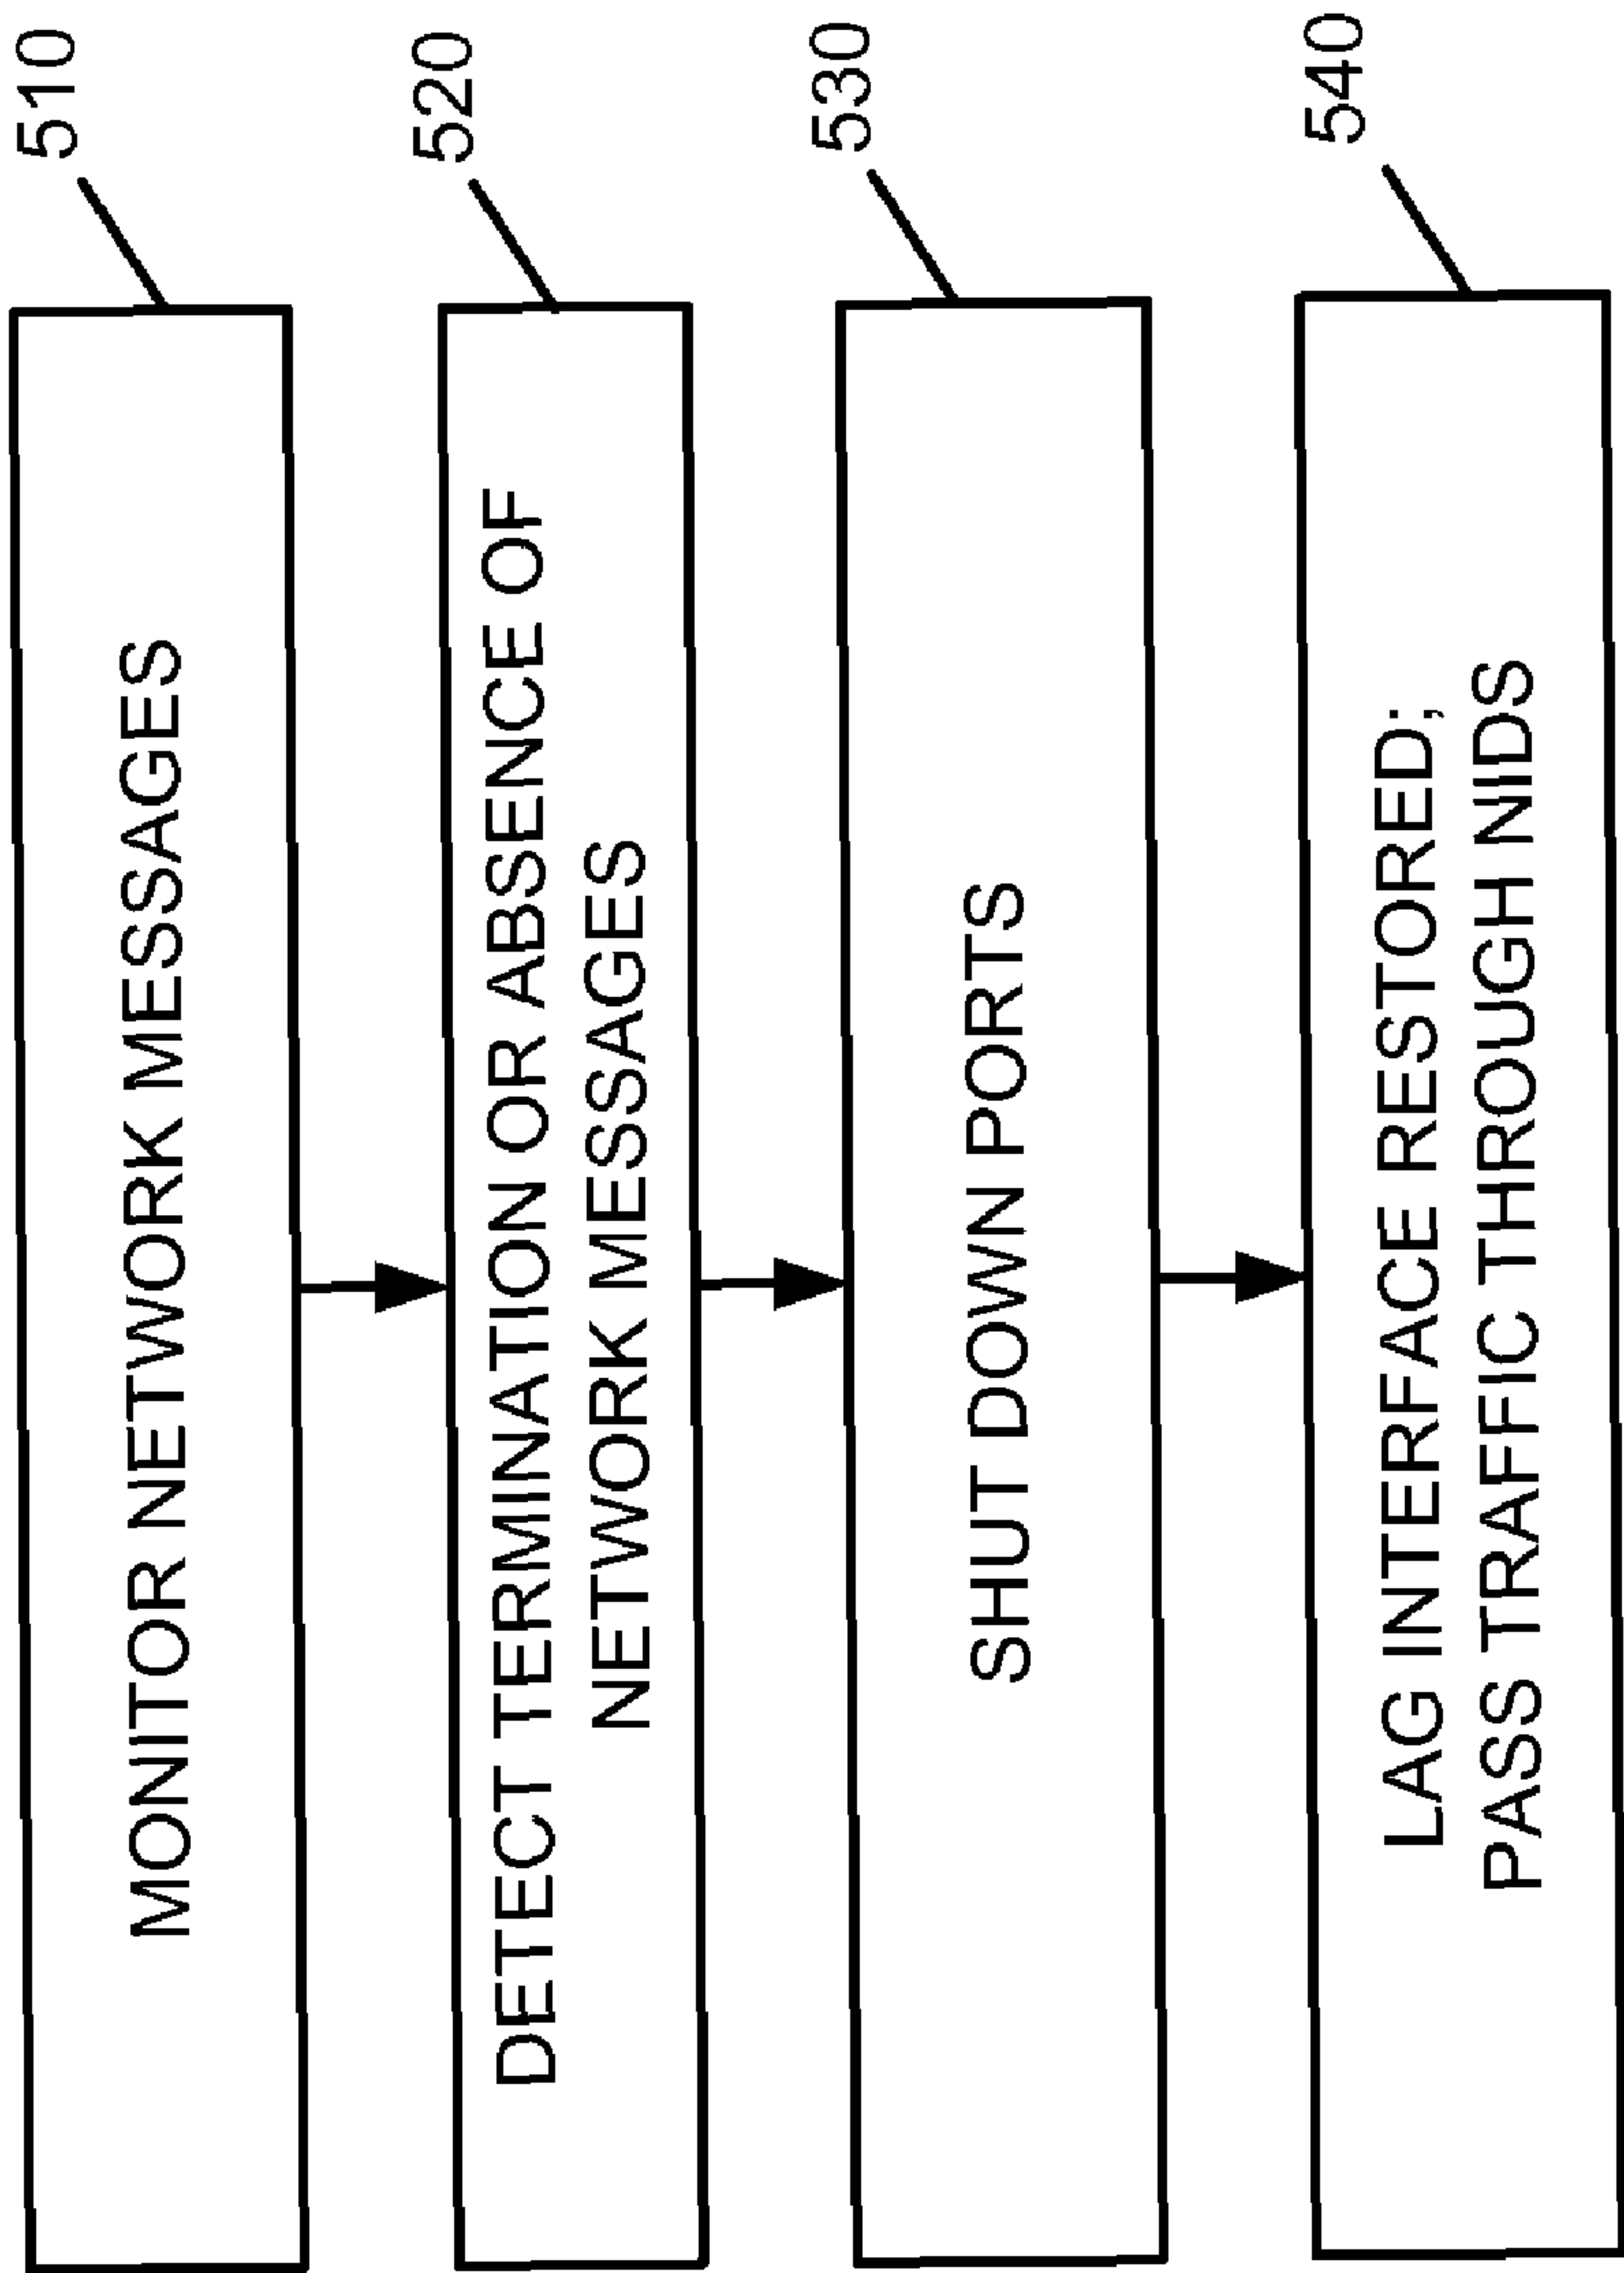 510
MONITOR NETWORK MESSAGES
520
DETECT TERMINATION OR ABSENCE OF
NETWORK MESSAGES
530
SHUT DOWN PORTS
540
LAG INTERFACE RESTORED;
PASS TRAFFIC THROUGH NIDS